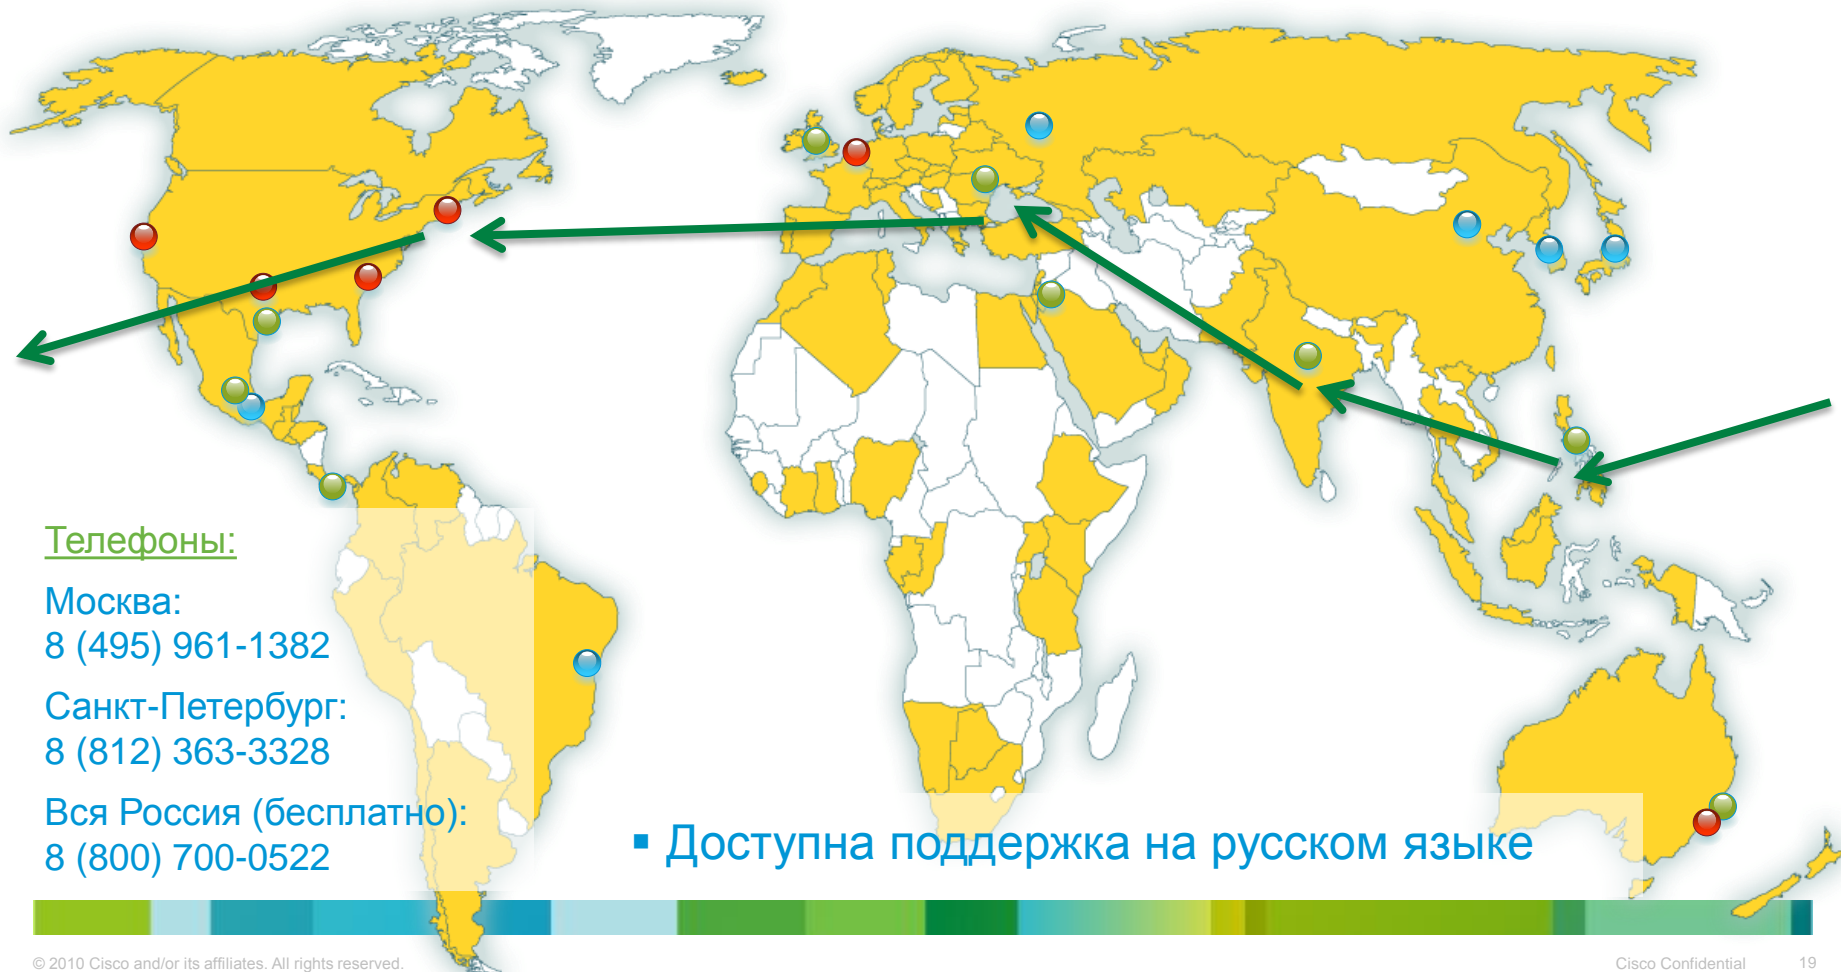 Телефоны:
Москва:
8 (495) 961-1382
Санкт-Петербург:
8 (812) 363-3328
Вся Россия (бесплатно):
8 (800) 700-0522
▪ Доступна поддержка на русском языке
© 2010 Cisco and/or its affiliates. All rights reserved.
Cisco Confidential
19